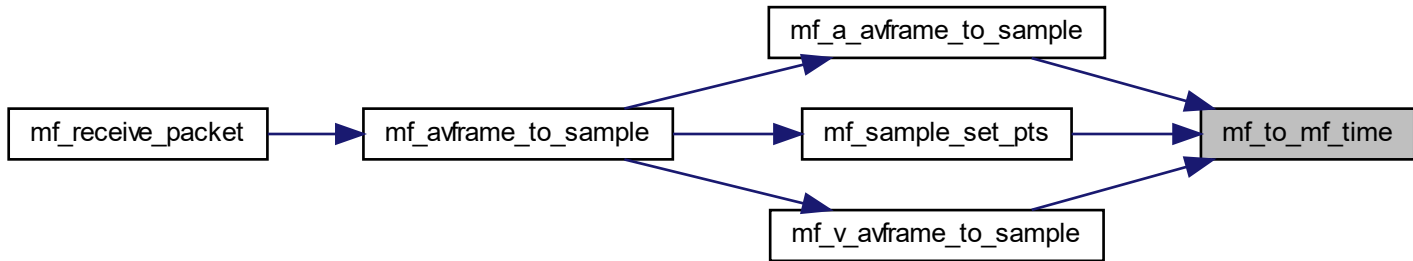 mf_a_avframe_to_sample
mf_receive_packet
mf_avframe_to_sample
mf_sample_set_pts
mf_to_mf_time
mf_v_avframe_to_sample